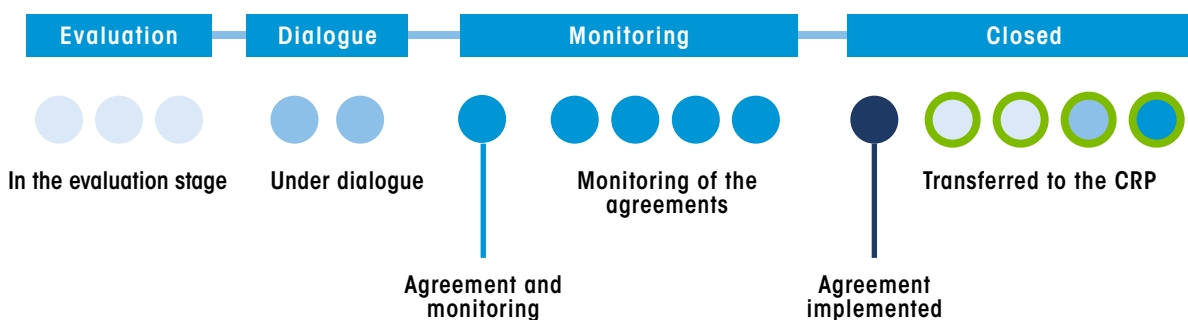 Evaluation
Dialogue
Monitoring
Closed
In the evaluation stage
Under dialogue
Monitoring of the
agreements
Transferred to the CRP
Agreement and
monitoring
Agreement
implemented